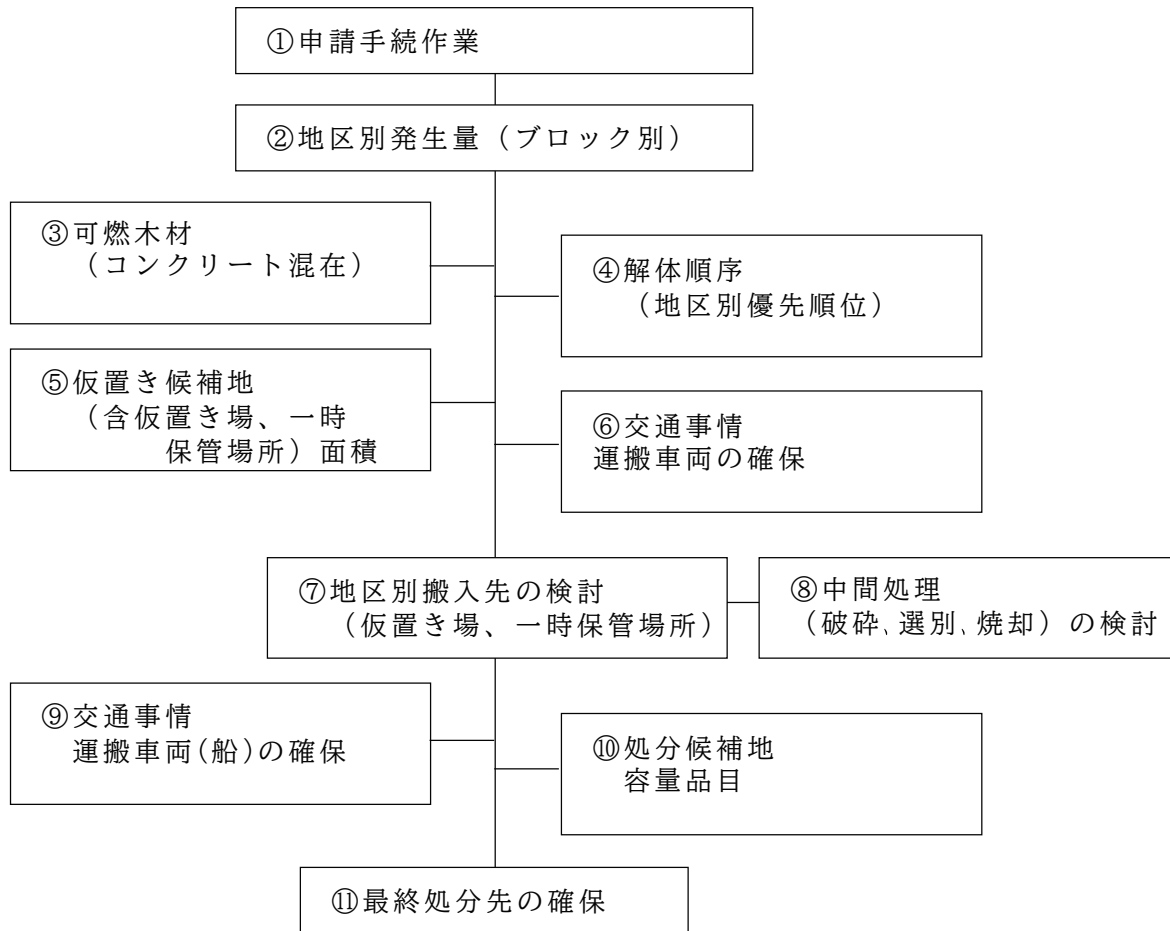 ①申請手続作業
②地区別発生量（ブロック別）
③可燃木材
（コンクリート混在）
④解体順序
（地区別優先順位）
⑤仮置き候補地
（含仮置き場、一時
保管場所）面積
⑥交通事情
運搬車両の確保
⑦地区別搬入先の検討
（仮置き場、一時保管場所）
⑧中間処理
（破砕、選別、焼却）の検討
⑨交通事情
運搬車両(船)の確保
⑩処分候補地
容量品目
⑪最終処分先の確保